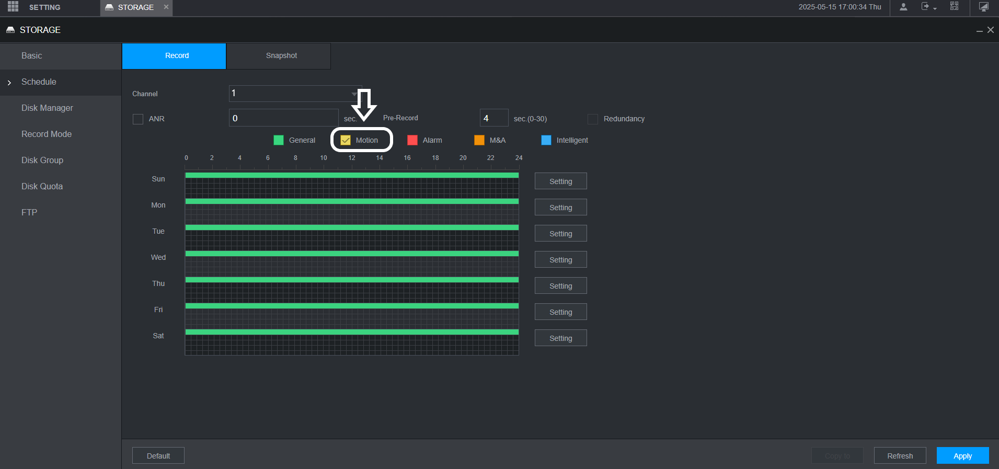 SETTING STORAGE 2025-05-15 17:00:34 Thu
STORAGE
Basic
Schedule
Disk Manager
Record Mode
Disk Group
Disk Quota
FTP
Record Snapshot
Channel 1
ANR 0 sec. Pre-Record 4 sec.(0-30) Redundancy
General Motion Alarm M&A Intelligent
0 2 4 6 8 10 12 14 16 18 20 22 24
Sun Setting
Mon Setting
Tue Setting
Wed Setting
Thu Setting
Fri Setting
Sat Setting
Default Copy to Refresh Apply